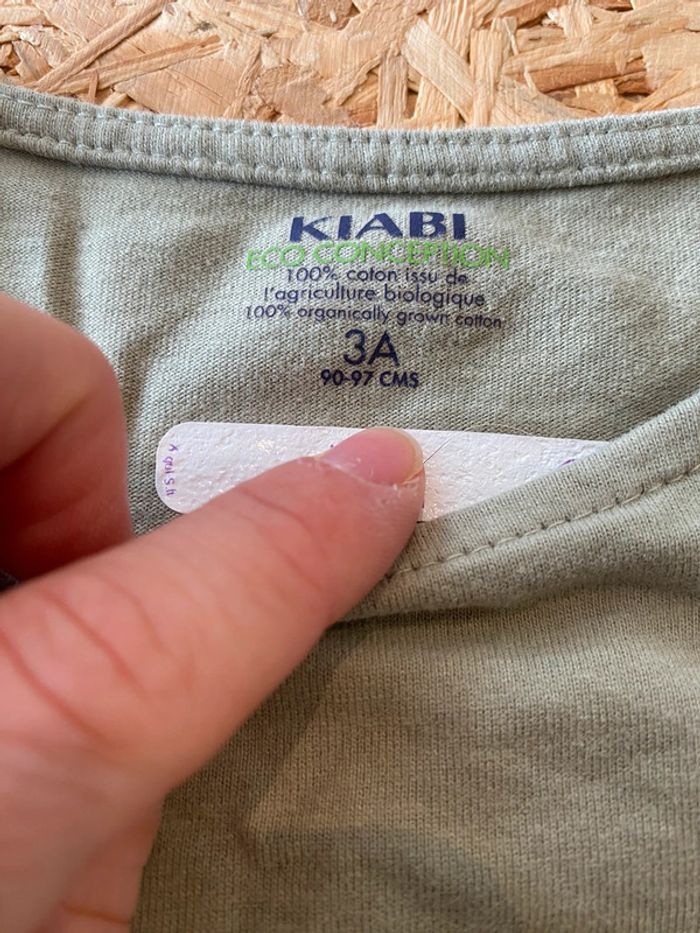 KIABI
ECO CONCEPTION
100% coton issu de
l'agriculture biologique
100% organically grown cotton
3A
90-97 CMS